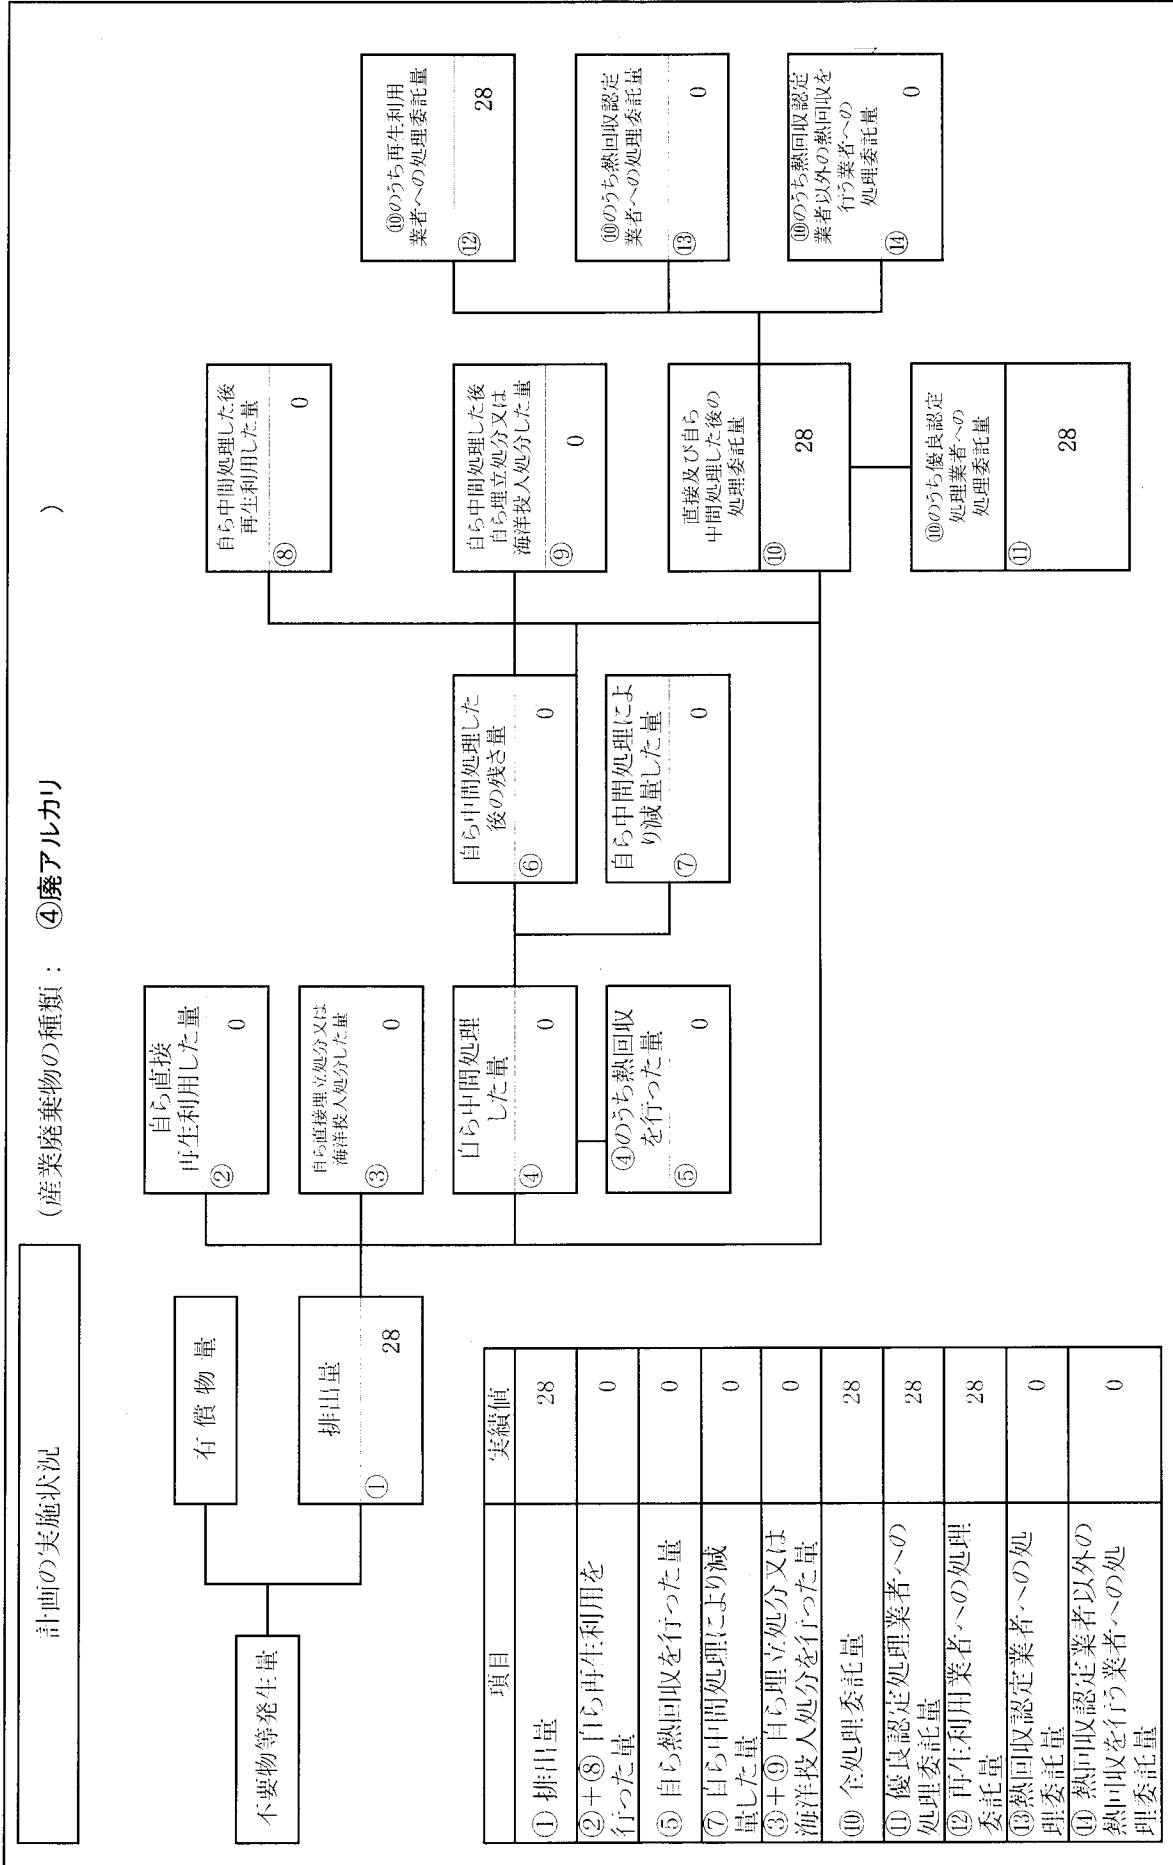 計画の実施状況
(産業廃棄物の種類： ④廃アルカリ )
不要物等発生量
有償物量
排出量
① 28
自ら直接
再生利用した量
② 0
自ら直接埋立処分又は
海洋投入処分した量
③ 0
自ら中間処理
した量
④ 0
④のうち熱回収
を行った量
⑤ 0
自ら中間処理した
後の残さ量
⑥ 0
自ら中間処理によ
り減量した量
⑦ 0
自ら中間処理した後
再生利用した量
⑧ 0
自ら中間処理した後
自ら埋立処分又は
海洋投入処分した量
⑨ 0
直接及び自ら
中間処理した後の
処理委託量
⑩ 28
⑩のうち優良認定
処理業者への
処理委託量
⑪ 28
⑩のうち再生利用
業者への処理委託量
⑫ 28
⑩のうち熱回収認定
業者への処理委託量
⑬ 0
⑩のうち熱回収認定
業者以外の熱回収を
行う業者への
処理委託量
⑭ 0
項目 実績値
① 排出量 28
②＋⑧ 自ら再生利用を
行った量 0
⑤ 自ら熱回収を行った量 0
⑦ 自ら中間処理により減
量した量 0
③＋⑨ 自ら埋立処分又は
海洋投入処分を行った量 0
⑩ 全処理委託量 28
⑪ 優良認定処理業者への
処理委託量 28
⑫ 再生利用業者への処理
委託量 28
⑬熱回収認定業者への処
理委託量 0
⑭ 熱回収認定業者以外の
熱回収を行う業者への処
理委託量 0